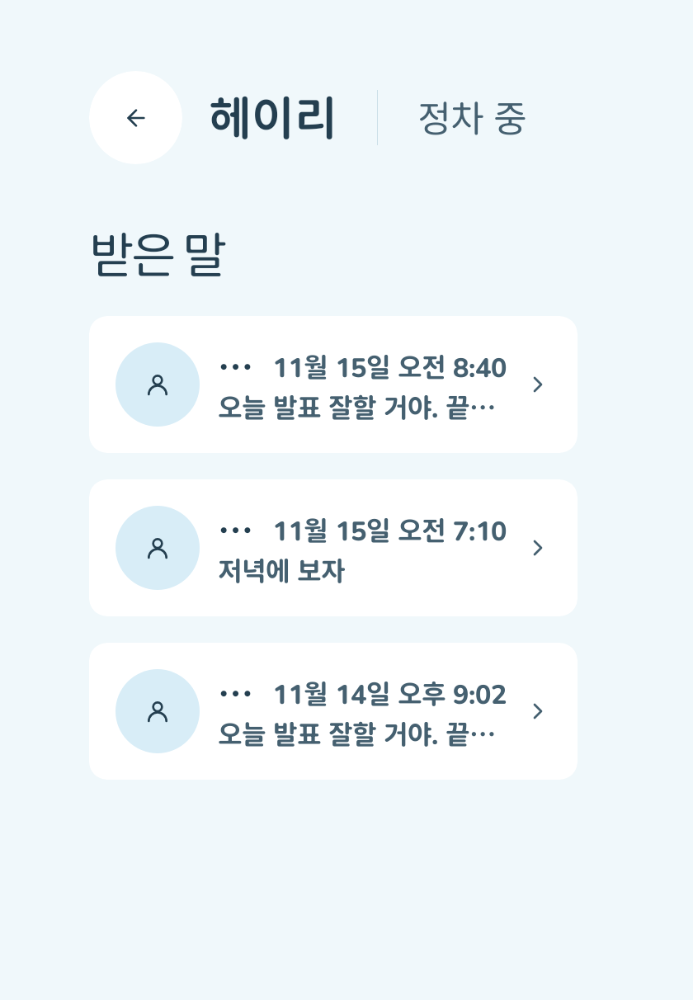 헤이리
정차 중
받은 말
··· 11월 15일 오전 8:40
오늘 발표 잘할 거야. 끝···
··· 11월 15일 오전 7:10
저녁에 보자
··· 11월 14일 오후 9:02
오늘 발표 잘할 거야. 끝···